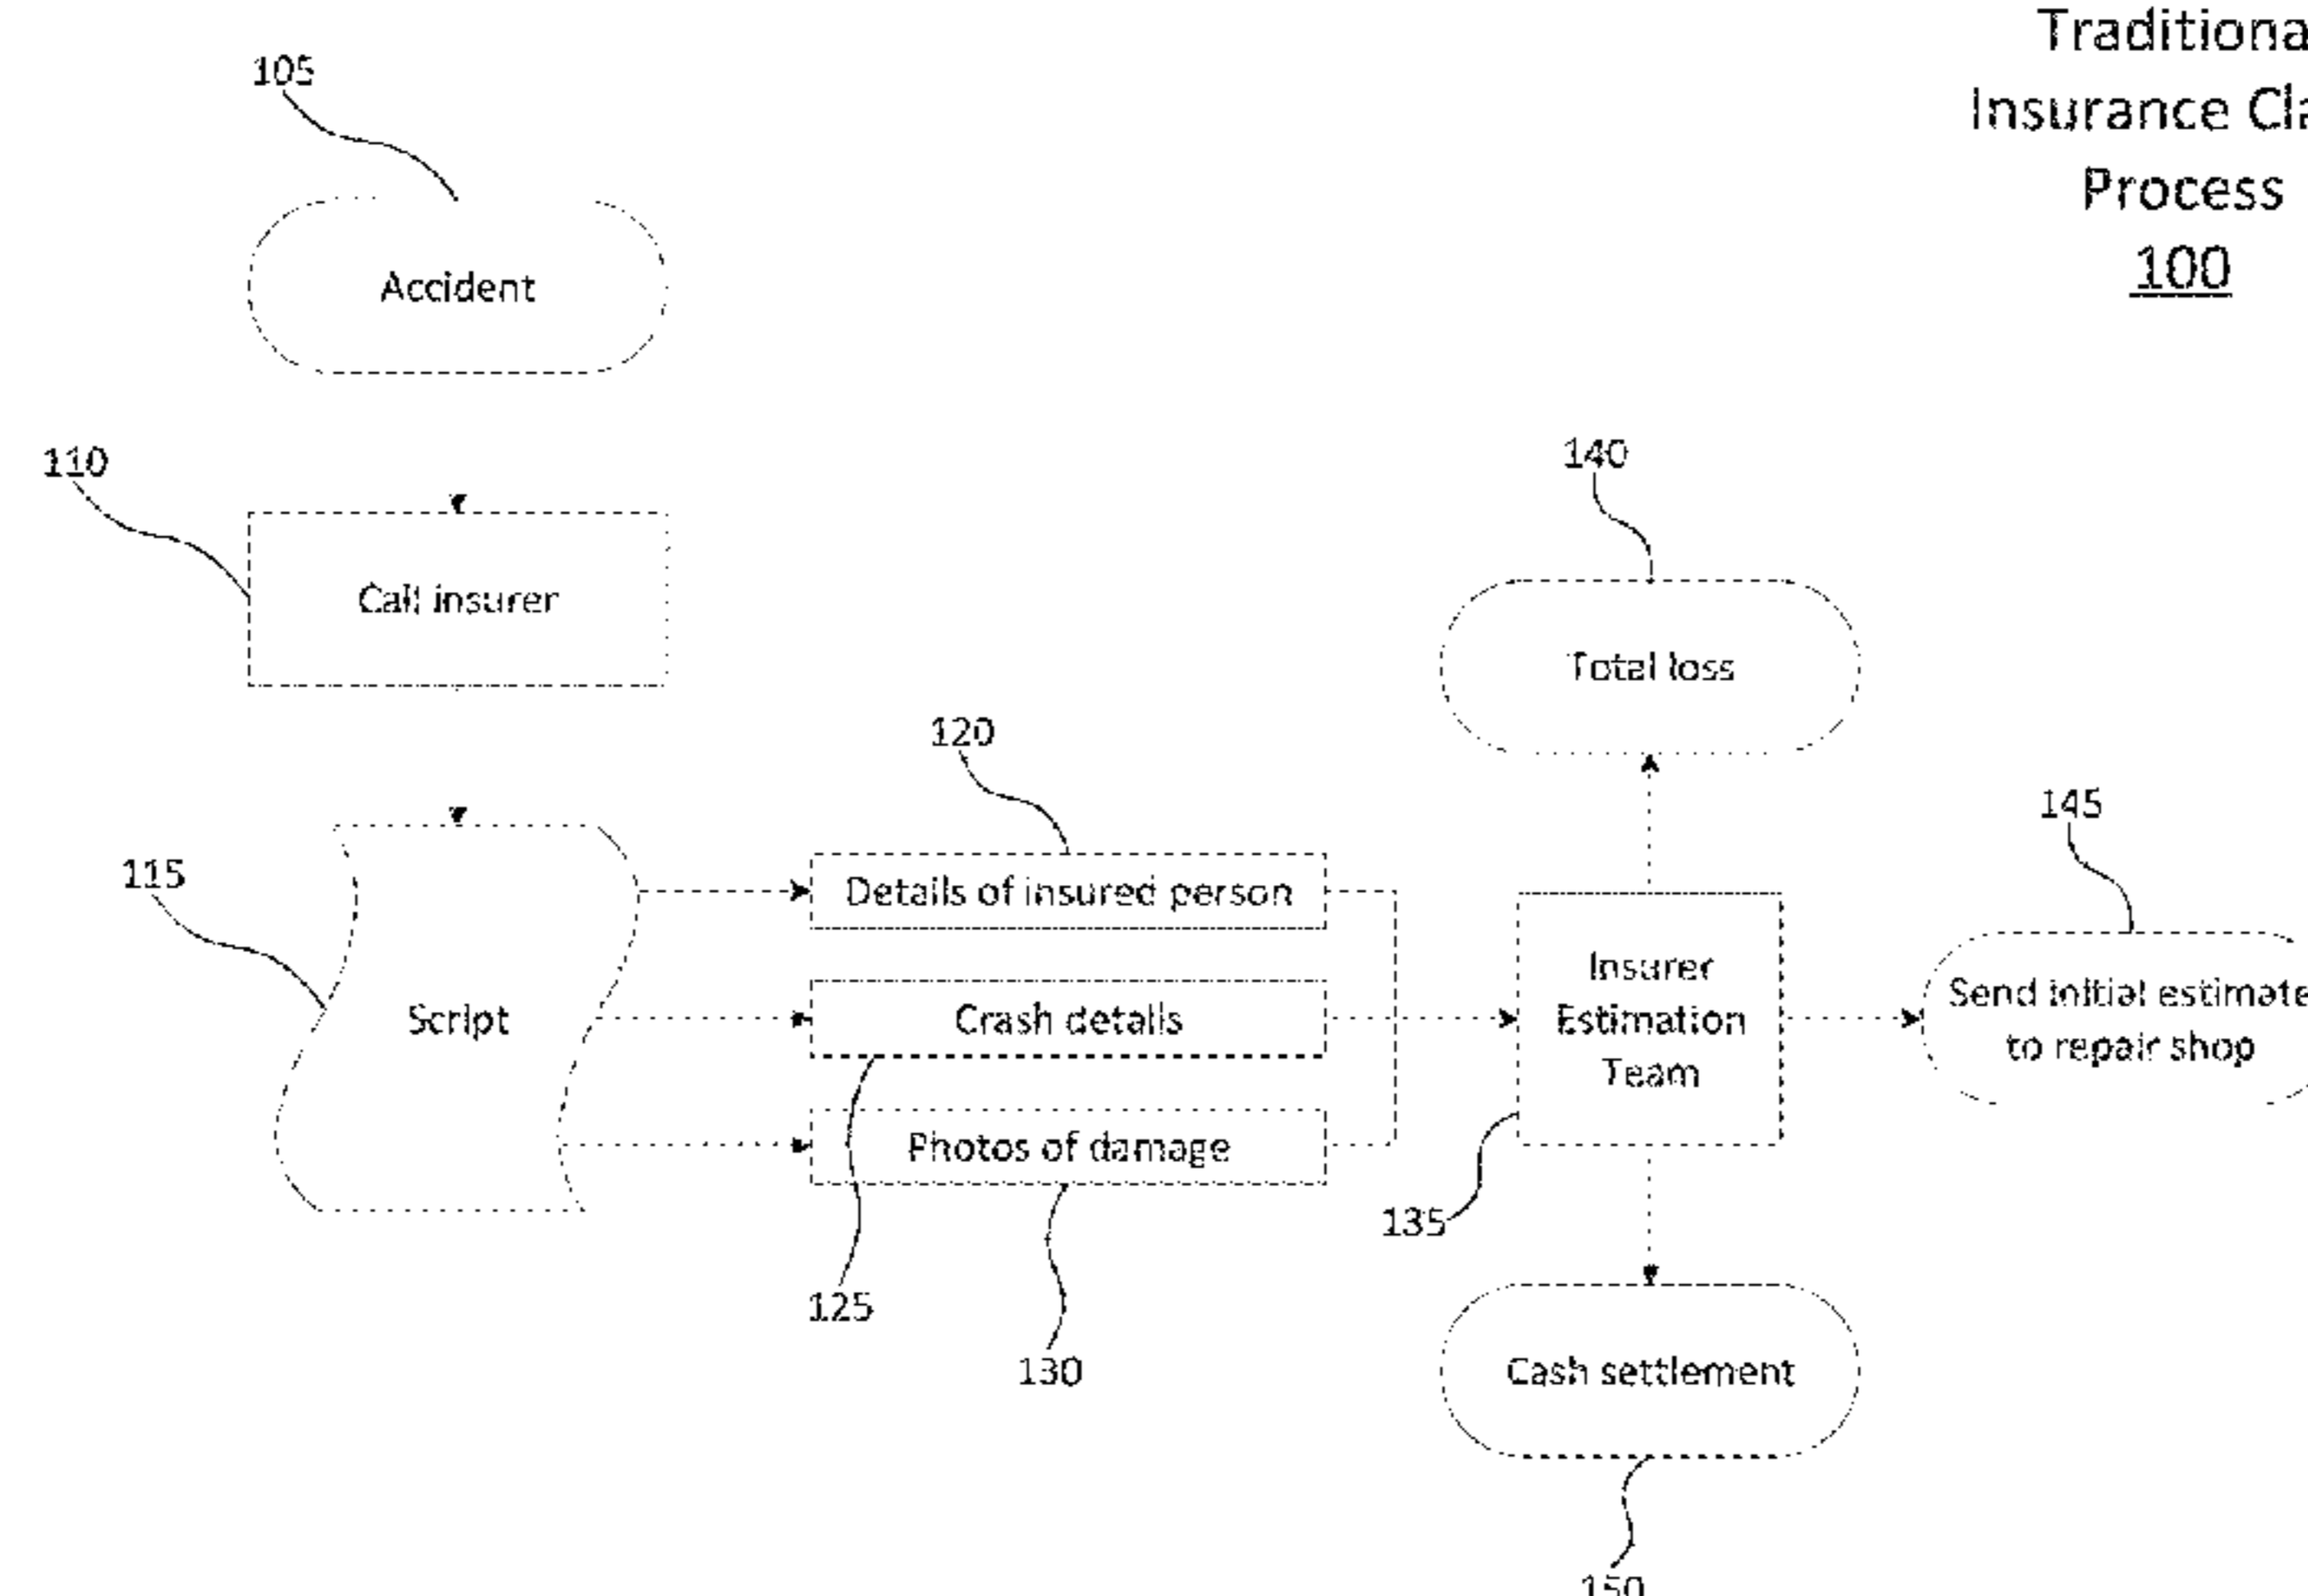 Traditiona
Insurance Cla
Process
100
105
Accident
110
Call insurer
140
Total loss
120
145
115
Details of insured person
Script
Crash details
Insurer
Estimation
Team
Send initial estimate
to repair shop
Photos of damage
135
125
130
Cash settlement
150